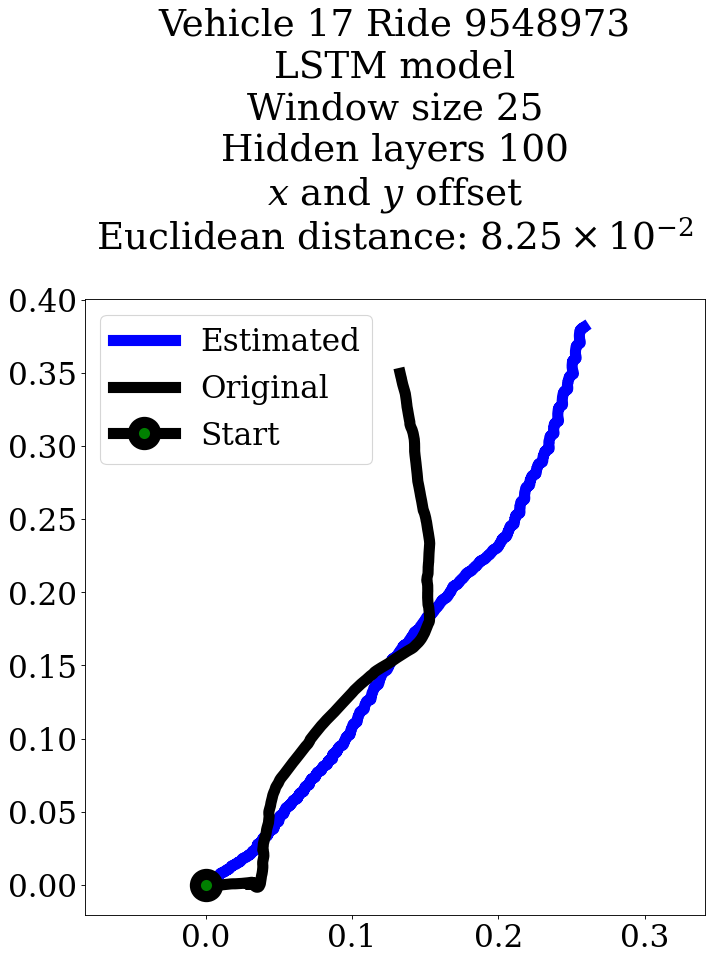 Vehicle 17 Ride 9548973
LSTM model
Window size 25
Hidden layers 100
x and y offset
Euclidean distance: 8.25 × 10⁻²
0.40
0.35
0.30
0.25
0.20
0.15
0.10
0.05
0.00
Estimated
Original
Start
0.0 0.1 0.2 0.3